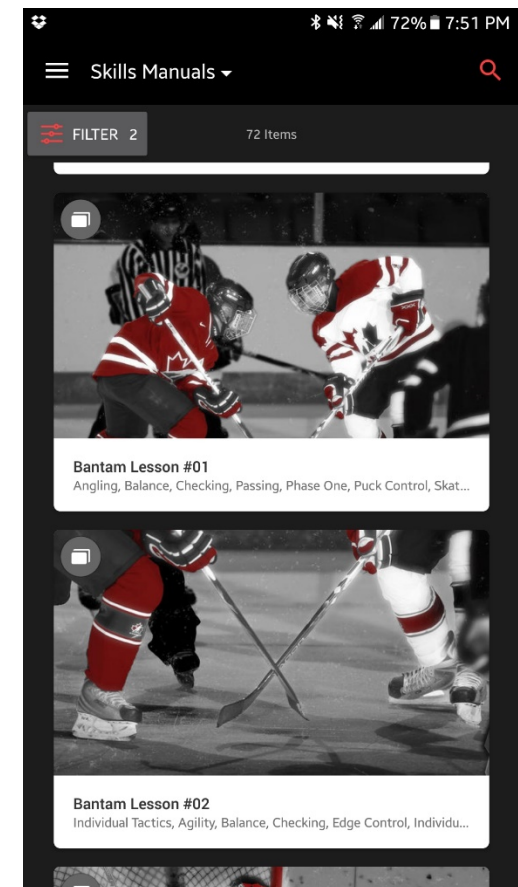 72% 7:51 PM
Skills Manuals
FILTER 2
72 Items
Bantam Lesson #01
Angling, Balance, Checking, Passing, Phase One, Puck Control, Skat...
Bantam Lesson #02
Individual Tactics, Agility, Balance, Checking, Edge Control, Individu...